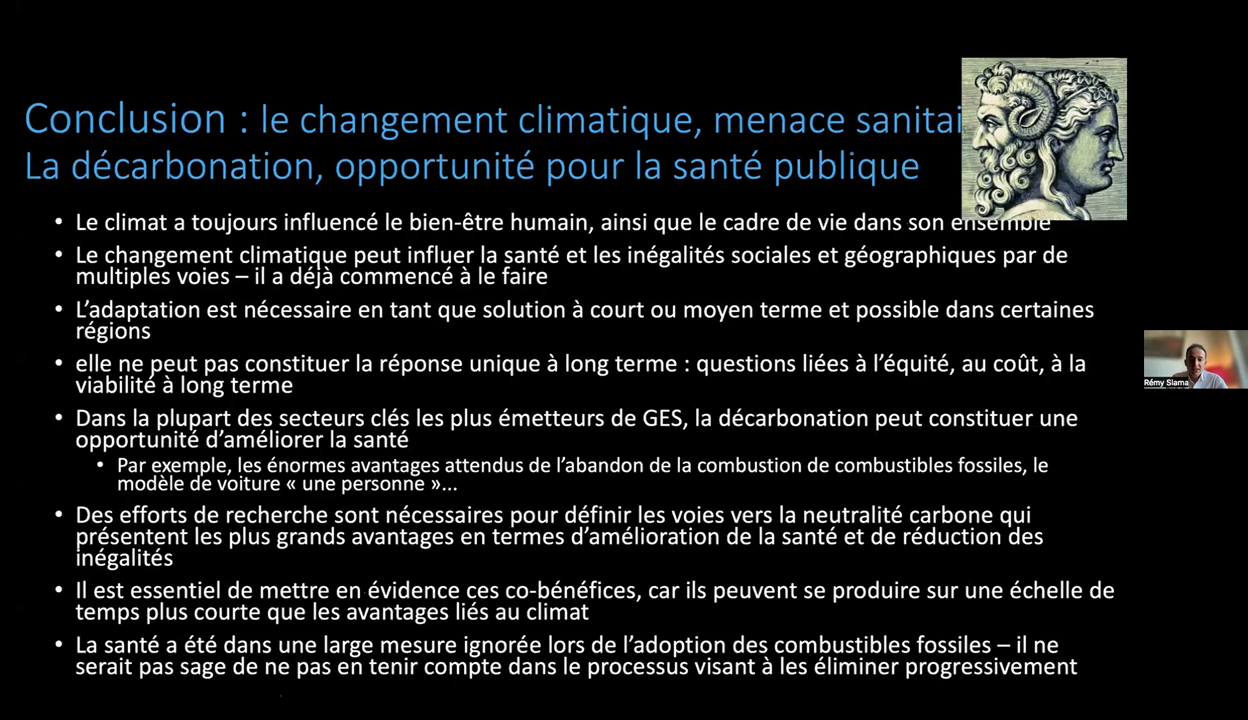 Conclusion : le changement climatique, menace sanitai
La décarbonation, opportunité pour la santé publique
• Le climat a toujours influencé le bien-être humain, ainsi que le cadre de vie dans son ensemble
• Le changement climatique peut influer la santé et les inégalités sociales et géographiques par de
multiples voies – il a déjà commencé à le faire
• L’adaptation est nécessaire en tant que solution à court ou moyen terme et possible dans certaines
régions
• elle ne peut pas constituer la réponse unique à long terme : questions liées à l’équité, au coût, à la
viabilité à long terme
• Dans la plupart des secteurs clés les plus émetteurs de GES, la décarbonation peut constituer une
opportunité d’améliorer la santé
• Par exemple, les énormes avantages attendus de l’abandon de la combustion de combustibles fossiles, le
modèle de voiture « une personne »...
• Des efforts de recherche sont nécessaires pour définir les voies vers la neutralité carbone qui
présentent les plus grands avantages en termes d’amélioration de la santé et de réduction des
inégalités
• Il est essentiel de mettre en évidence ces co-bénéfices, car ils peuvent se produire sur une échelle de
temps plus courte que les avantages liés au climat
• La santé a été dans une large mesure ignorée lors de l’adoption des combustibles fossiles – il ne
serait pas sage de ne pas en tenir compte dans le processus visant à les éliminer progressivement
Rémy Slama